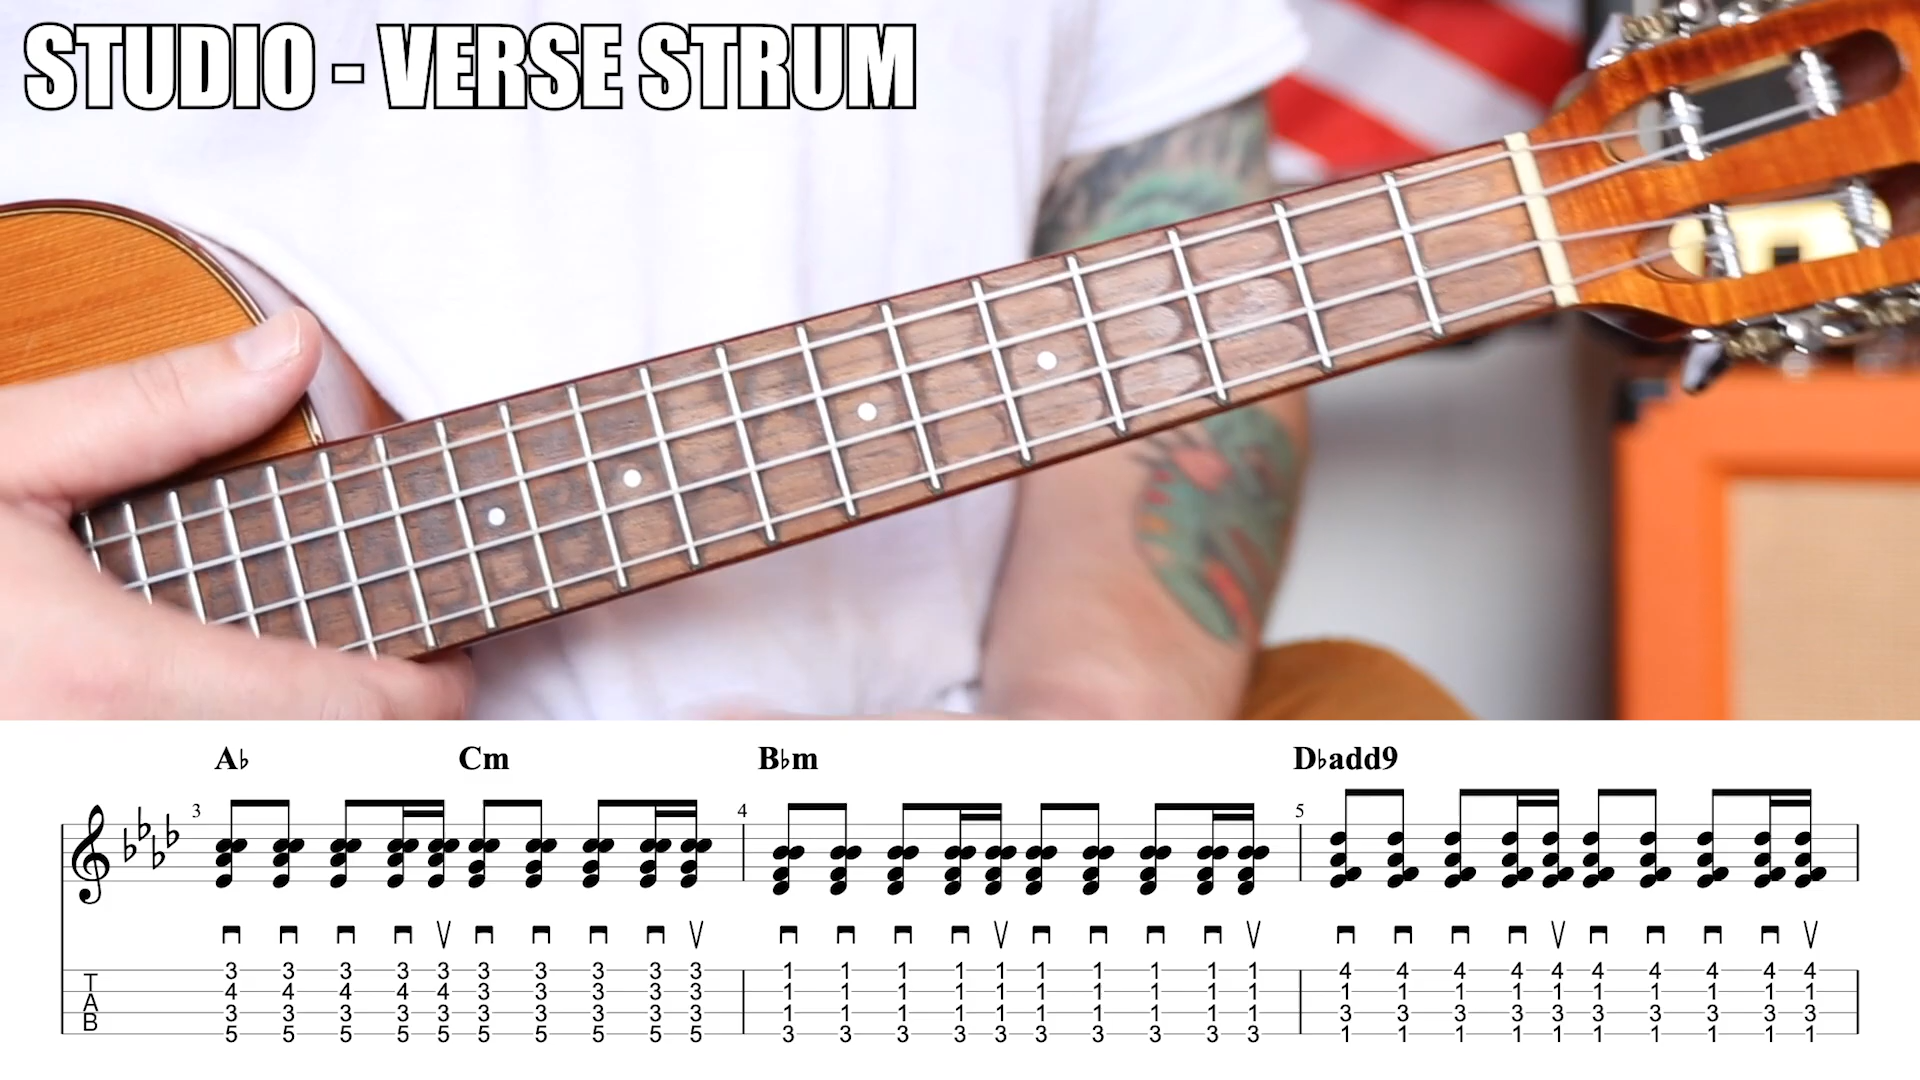 STUDIO - VERSE STRUM
A♭ Cm B♭m D♭add9
3 4 5
T 3 3 3 3 3 3 3 3 3 3 1 1 1 1 1 1 1 1 1 1 4 4 4 4 4 4 4 4 4 4
A 4 4 4 4 4 3 3 3 3 3 1 1 1 1 1 1 1 1 1 1 1 1 1 1 1 1 1 1 1 1
B 3 3 3 3 3 3 3 3 3 3 1 1 1 1 1 1 1 1 1 1 3 3 3 3 3 3 3 3 3 3
5 5 5 5 5 5 5 5 5 5 3 3 3 3 3 3 3 3 3 3 1 1 1 1 1 1 1 1 1 1